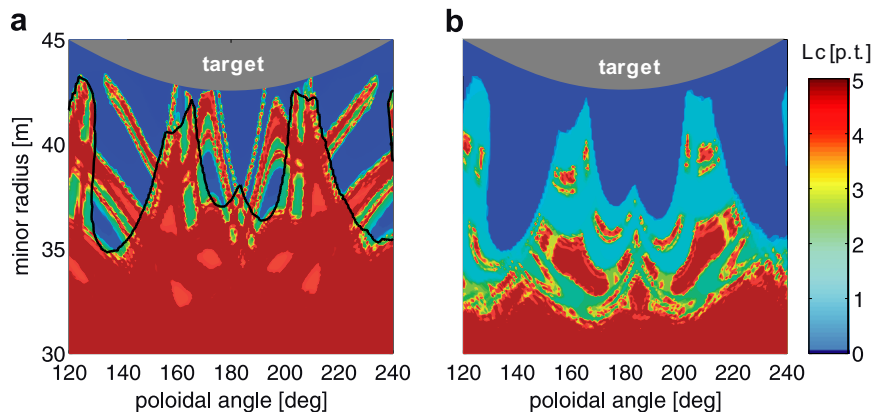 a
b
45
40
35
30
minor radius [m]
target
120 140 160 180 200 220 240
poloidal angle [deg]
target
120 140 160 180 200 220 240
poloidal angle [deg]
Lc [p.t.]
5
4
3
2
1
0